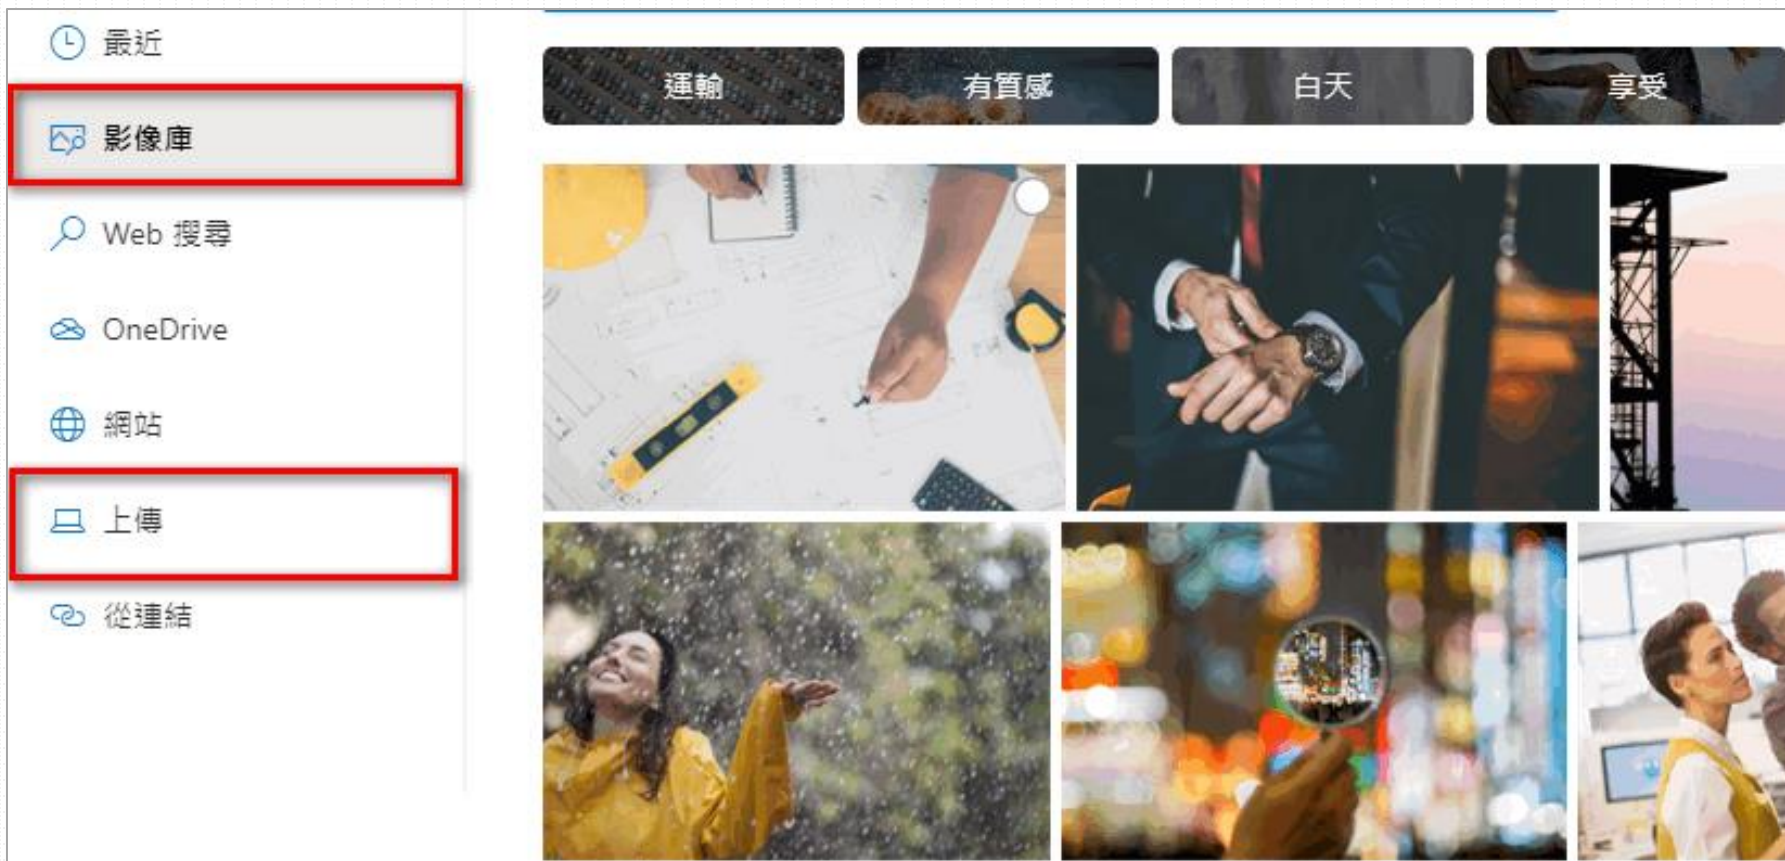 最近
影像庫
Web 搜尋
OneDrive
網站
上傳
從連結
運輸
有質感
白天
享受